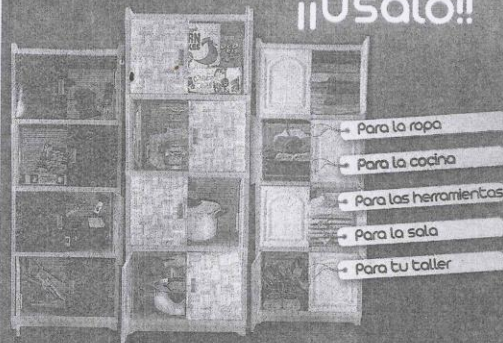 ¡¡Úsalo!!
Para la ropa
Para la cocina
Para las herramientas
Para la sala
Para tu taller